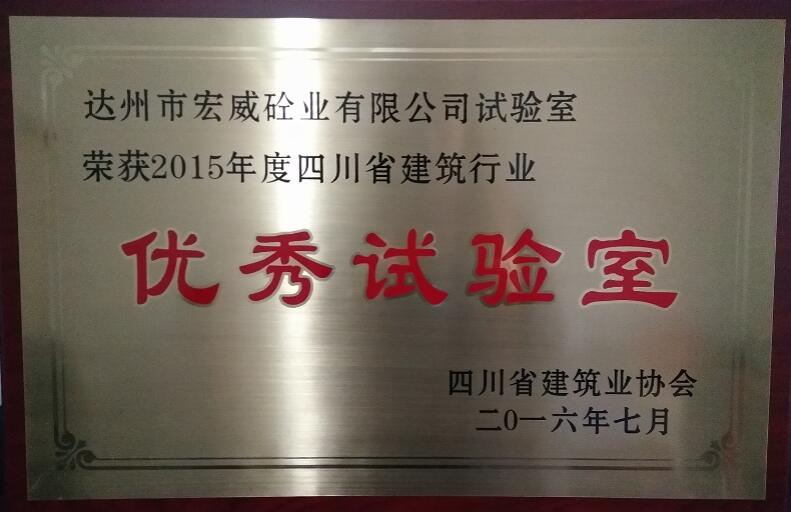 达州市宏威砼业有限公司试验室
荣获2015年度四川省建筑行业
优秀试验室
四川省建筑业协会
二0一六年七月